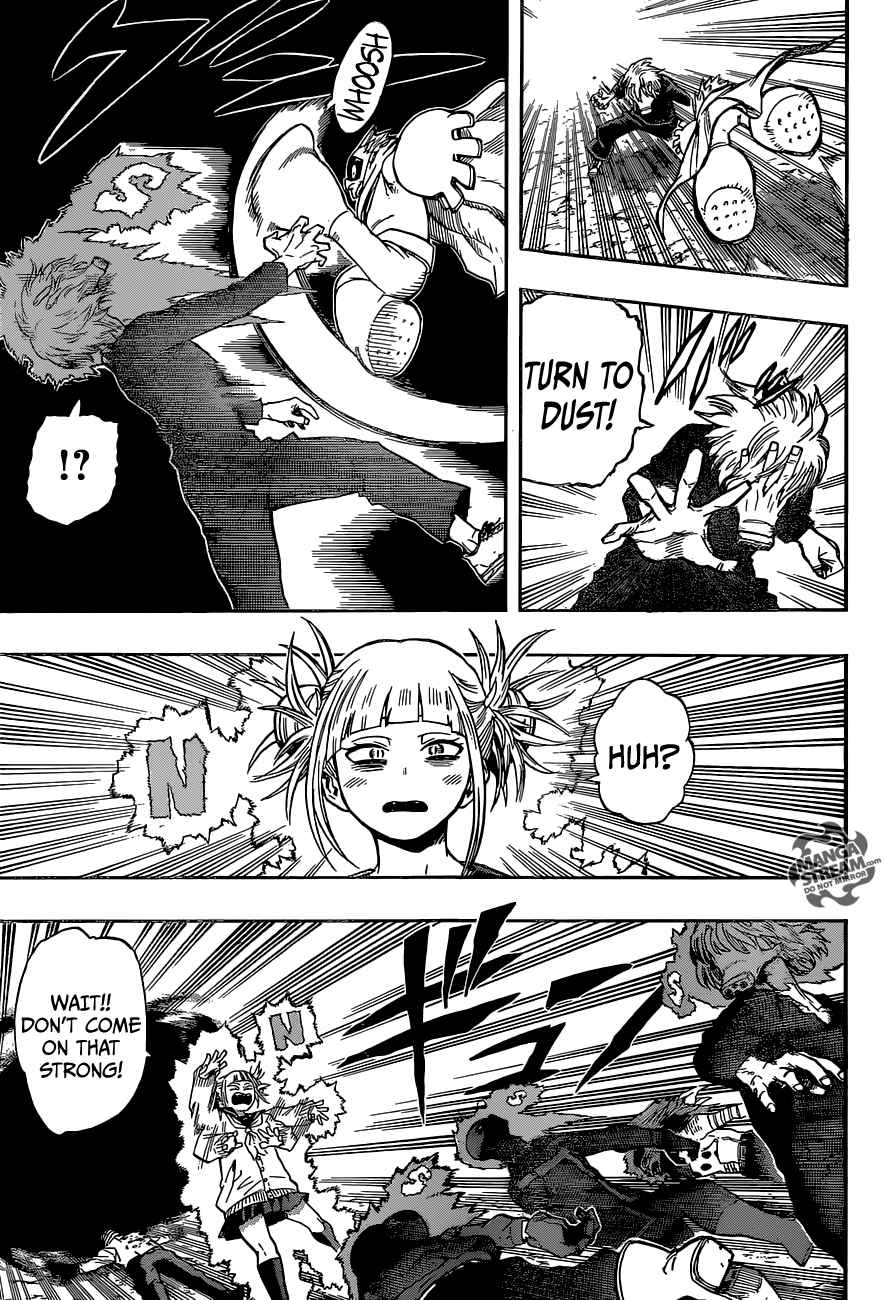 TURN TO
DUST!
WHOOSH
!?
S
N
HUH?
MANGA
STREAM.com
DO NOT MIRROR
WAIT!!
DON'T COME
ON THAT
STRONG!
N
S
S
S